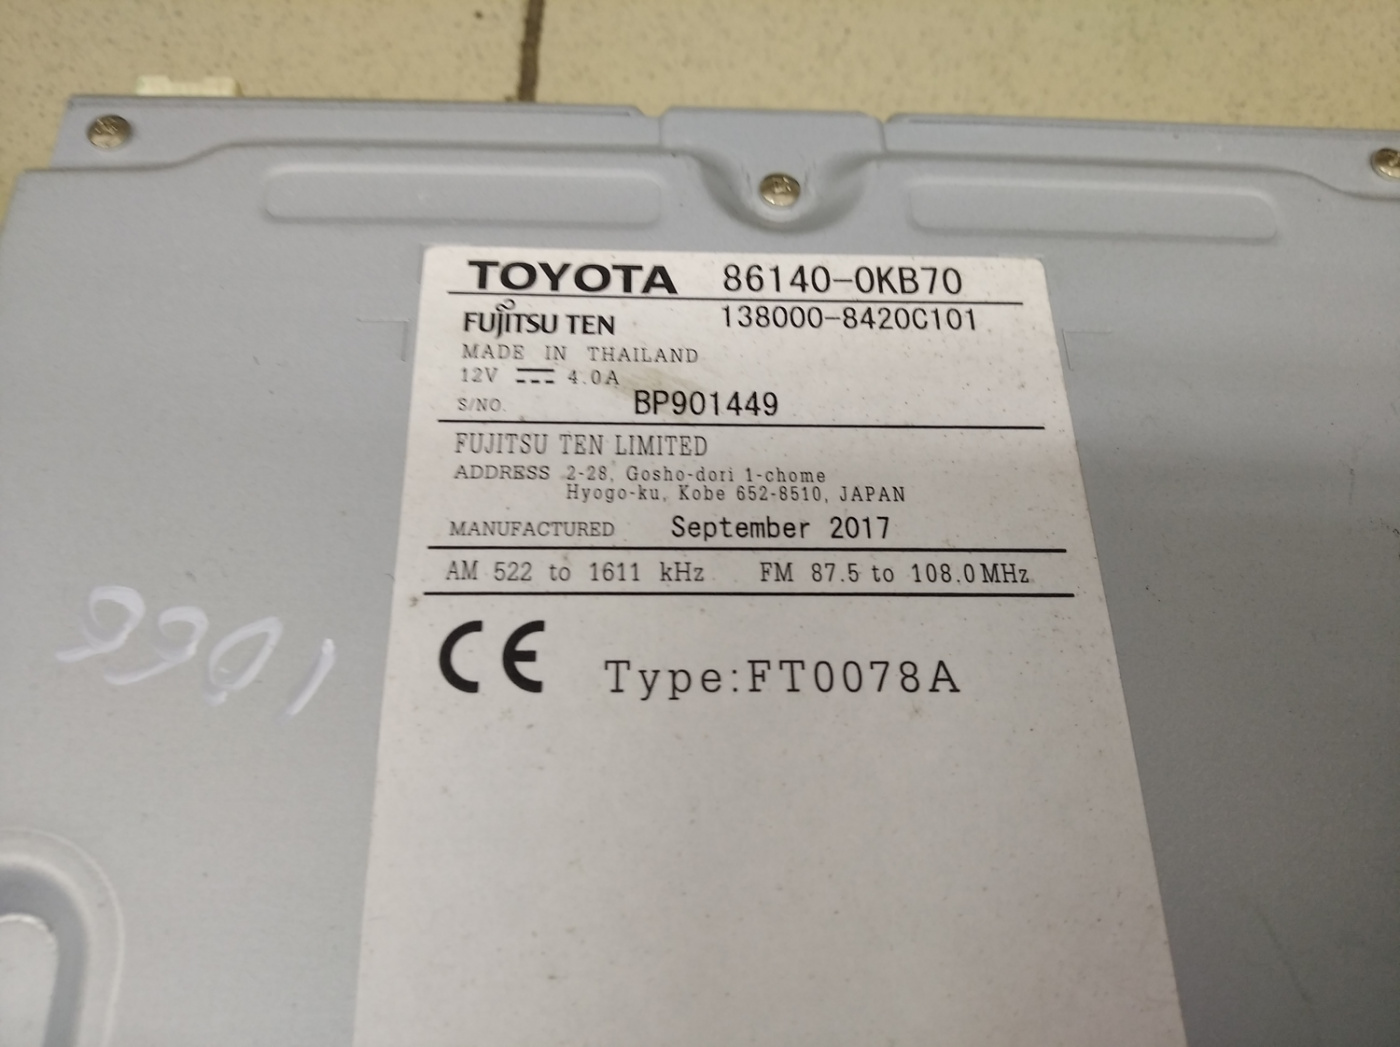 TOYOTA 86140-0KB70
FUJITSU TEN 138000-8420C101
MADE IN THAILAND
12V 4.0A
S/NO. BP901449
FUJITSU TEN LIMITED
ADDRESS 2-28, Gosho-dori 1-chome
Hyogo-ku, Kobe 652-8510, JAPAN
MANUFACTURED September 2017
AM 522 to 1611 kHz FM 87.5 to 108.0MHz
CE Type:FT0078A